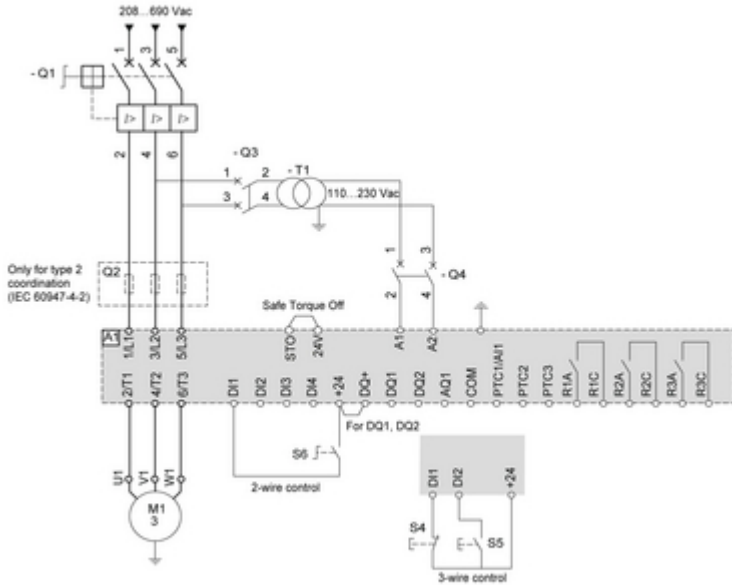 208...690 Vac
1
3
5
- Q1
I>
I>
I>
2
4
6
- Q3
- T1
1
2
3
4
110...230 Vac
1
3
- Q4
2
4
Only for type 2
coordination
(IEC 60947-4-2)
Q2
Safe Torque Off
A1
1/L1
3/L2
5/L3
STO
24V
A1
A2
2/T1
4/T2
6/T3
DI1
DI2
DI3
DI4
+24
DQ+
DQ1
DQ2
AQ1
COM
PTC1/AI1
PTC2
PTC3
R1A
R1C
R2A
R2C
R3A
R3C
For DQ1, DQ2
S6
2-wire control
U1
V1
W1
M1
3
DI1
DI2
+24
S4
S5
3-wire control